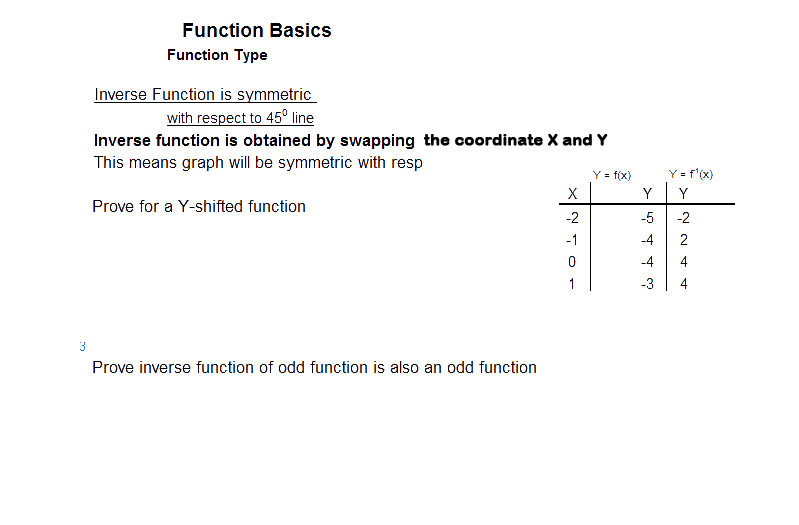 Function Basics
Function Type
Inverse Function is symmetric
with respect to 45⁰ line
Inverse function is obtained by swapping the coordinate X and Y
This means graph will be symmetric with resp
Y = f(x) Y = f¹(x)
X Y Y
Prove for a Y-shifted function
-2 -5 -2
-1 -4 2
0 -4 4
1 -3 4
3
Prove inverse function of odd function is also an odd function